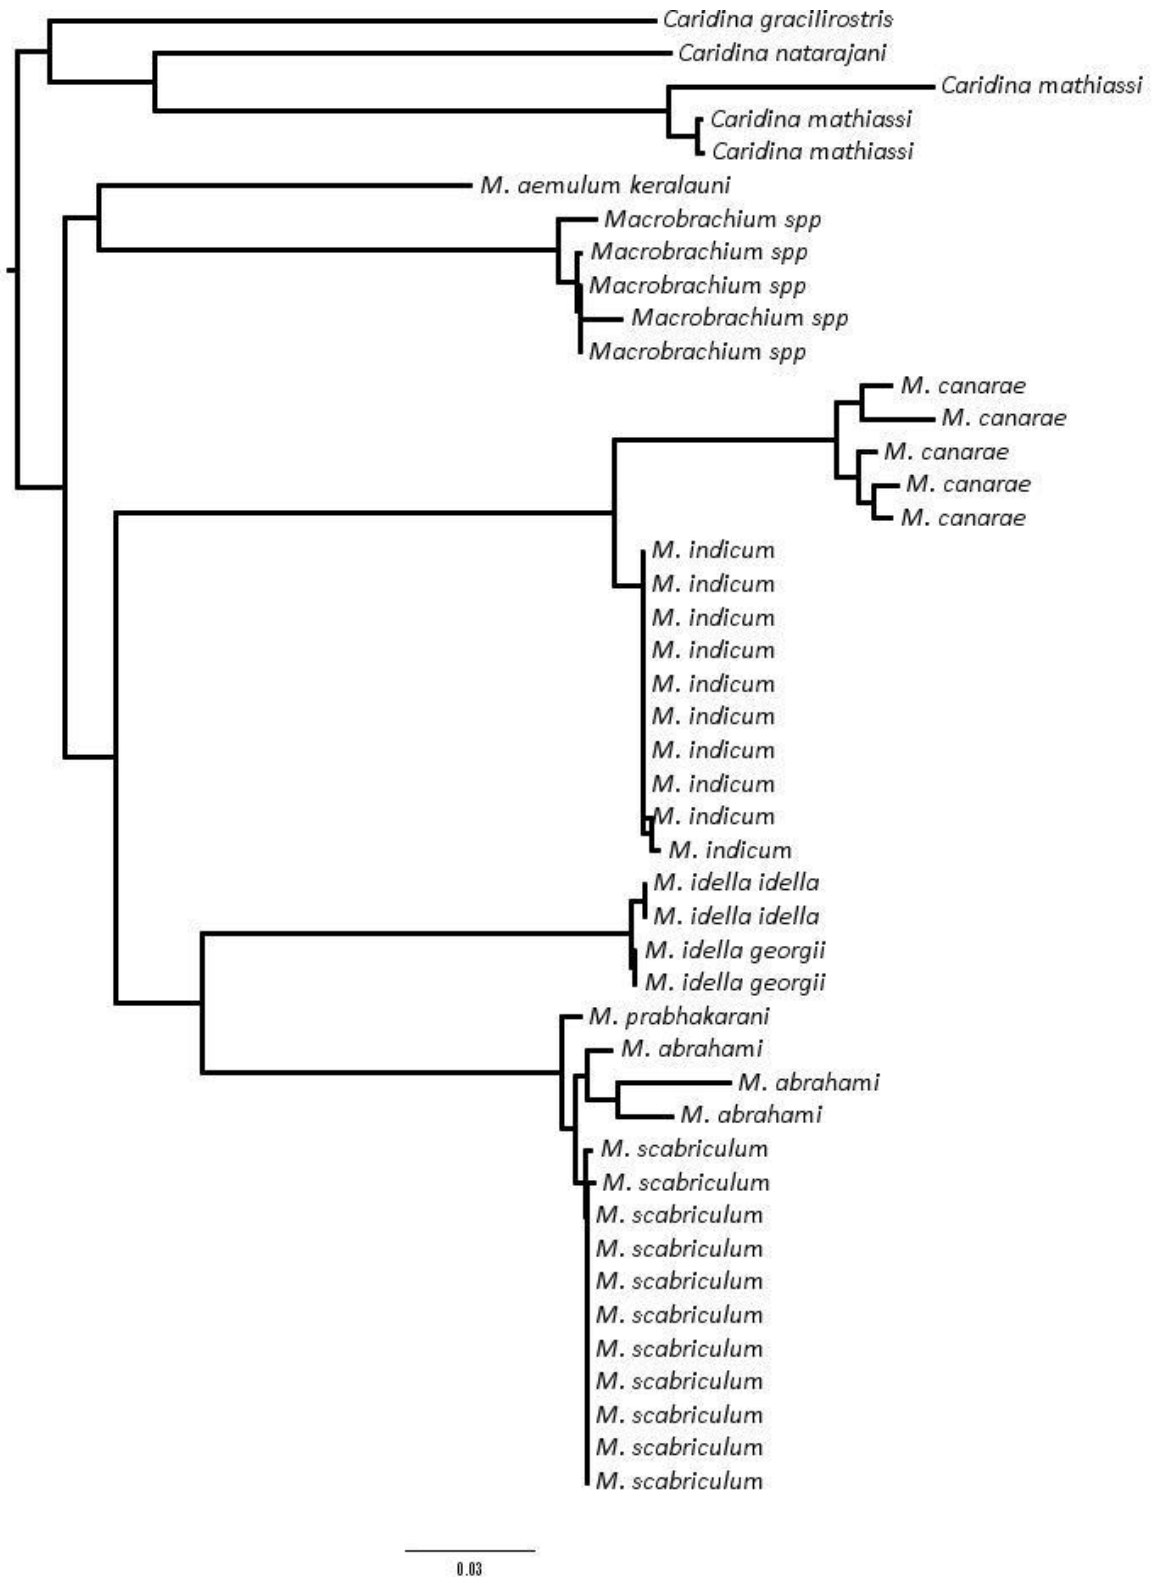 Caridina gracilirostris
Caridina natarajani
Caridina mathiassi
Caridina mathiassi
Caridina mathiassi
M. aemulum keralauni
Macrobrachium spp
Macrobrachium spp
Macrobrachium spp
Macrobrachium spp
Macrobrachium spp
M. canarae
M. canarae
M. canarae
M. canarae
M. canarae
M. indicum
M. indicum
M. indicum
M. indicum
M. indicum
M. indicum
M. indicum
M. indicum
M. indicum
M. indicum
M. idella idella
M. idella idella
M. idella georgii
M. idella georgii
M. prabhakarani
M. abrahami
M. abrahami
M. abrahami
M. scabriculum
M. scabriculum
M. scabriculum
M. scabriculum
M. scabriculum
M. scabriculum
M. scabriculum
M. scabriculum
M. scabriculum
M. scabriculum
M. scabriculum
0.03